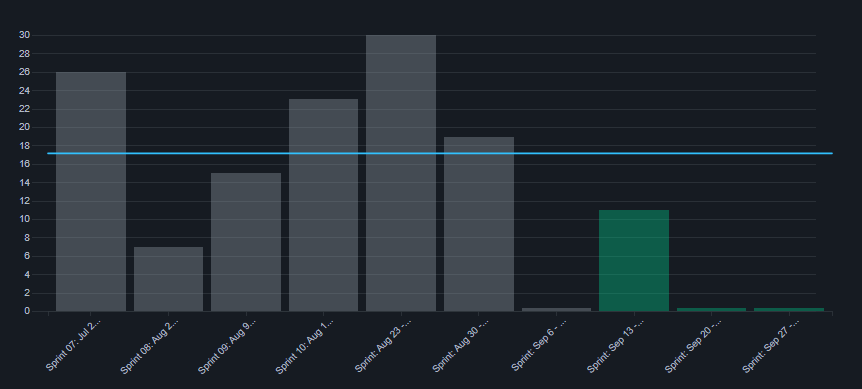 30
28
26
24
22
20
18
16
14
12
10
8
6
4
2
0
Sprint 07: Jul 2...
Sprint 08: Aug 2...
Sprint 09: Aug 9...
Sprint 10: Aug 1...
Sprint: Aug 23 -...
Sprint: Aug 30 -...
Sprint: Sep 6 - ...
Sprint: Sep 13 -...
Sprint: Sep 20 -...
Sprint: Sep 27 -...